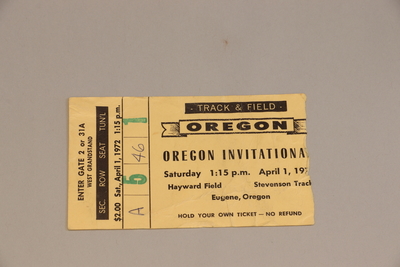 ENTER GATE 2 or 31A
WEST GRANDSTAND
SEC. ROW SEAT TUN'L
$2.00 Sat., April 1, 1972 1:15 p.m.
A 6 46 1
· TRACK & FIELD ·
OREGON
OREGON INVITATIONA
Saturday 1:15 p.m. April 1, 197
Hayward Field Stevenson Track
Eugene, Oregon
HOLD YOUR OWN TICKET — NO REFUND